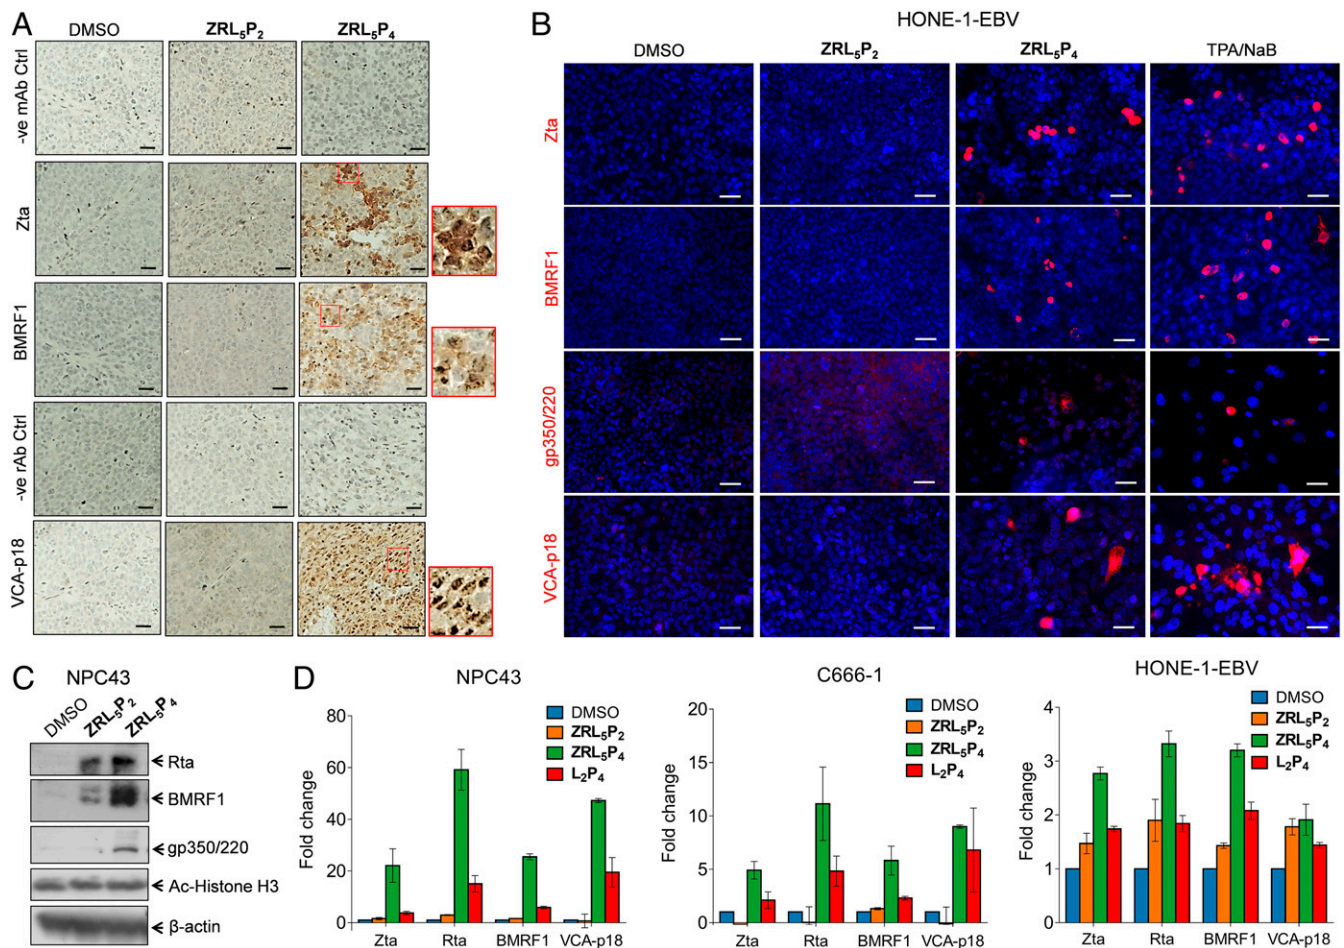 A
DMSO ZRL5P2 ZRL5P4
-ve mAb Ctrl
Zta
BMRF1
-ve rAb Ctrl
VCA-p18
B
HONE-1-EBV
DMSO ZRL5P2 ZRL5P4 TPA/NaB
Zta
BMRF1
gp350/220
VCA-p18
C
NPC43
DMSO ZRL5P2 ZRL5P4
Rta
BMRF1
gp350/220
Ac-Histone H3
β-actin
D
NPC43
Fold change
80
60
40
20
0
DMSO
ZRL5P2
ZRL5P4
L2P4
Zta Rta BMRF1 VCA-p18
C666-1
Fold change
20
15
10
5
0
DMSO
ZRL5P2
ZRL5P4
L2P4
Zta Rta BMRF1 VCA-p18
HONE-1-EBV
Fold change
4
3
2
1
0
DMSO
ZRL5P2
ZRL5P4
L2P4
Zta Rta BMRF1 VCA-p18